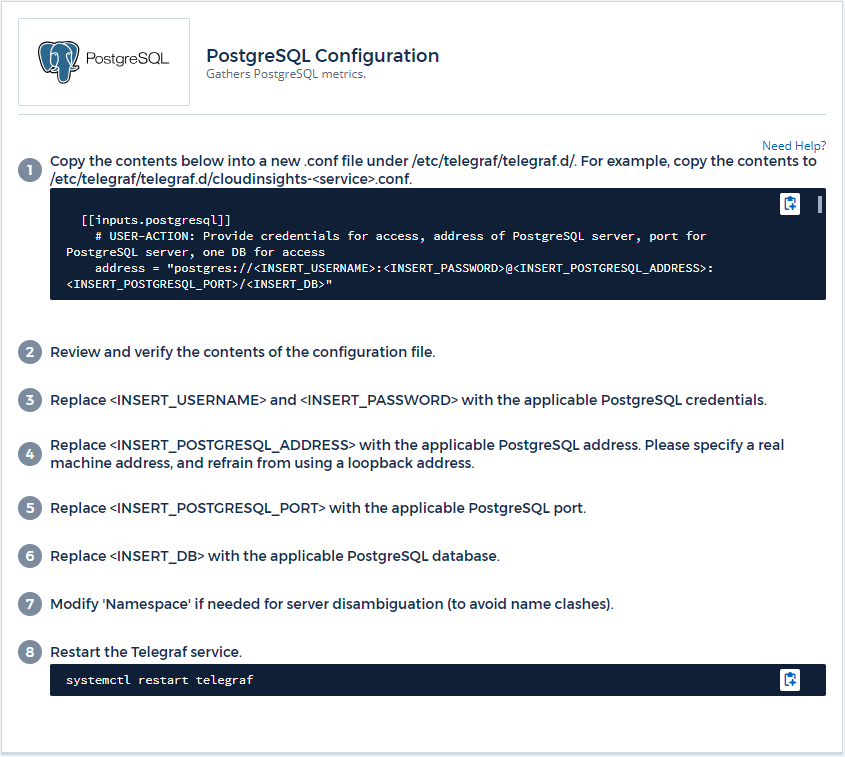 PostgreSQL
PostgreSQL Configuration
Gathers PostgreSQL metrics.
Need Help?
1
Copy the contents below into a new .conf file under /etc/telegraf/telegraf.d/. For example, copy the contents to
/etc/telegraf/telegraf.d/cloudinsights-<service>.conf.
[[inputs.postgresql]]
# USER-ACTION: Provide credentials for access, address of PostgreSQL server, port for
PostgreSQL server, one DB for access
address = "postgres://<INSERT_USERNAME>:<INSERT_PASSWORD>@<INSERT_POSTGRESQL_ADDRESS>:
<INSERT_POSTGRESQL_PORT>/<INSERT_DB>"
2 Review and verify the contents of the configuration file.
3 Replace <INSERT_USERNAME> and <INSERT_PASSWORD> with the applicable PostgreSQL credentials.
4
Replace <INSERT_POSTGRESQL_ADDRESS> with the applicable PostgreSQL address. Please specify a real
machine address, and refrain from using a loopback address.
5 Replace <INSERT_POSTGRESQL_PORT> with the applicable PostgreSQL port.
6 Replace <INSERT_DB> with the applicable PostgreSQL database.
7 Modify 'Namespace' if needed for server disambiguation (to avoid name clashes).
8 Restart the Telegraf service.
systemctl restart telegraf